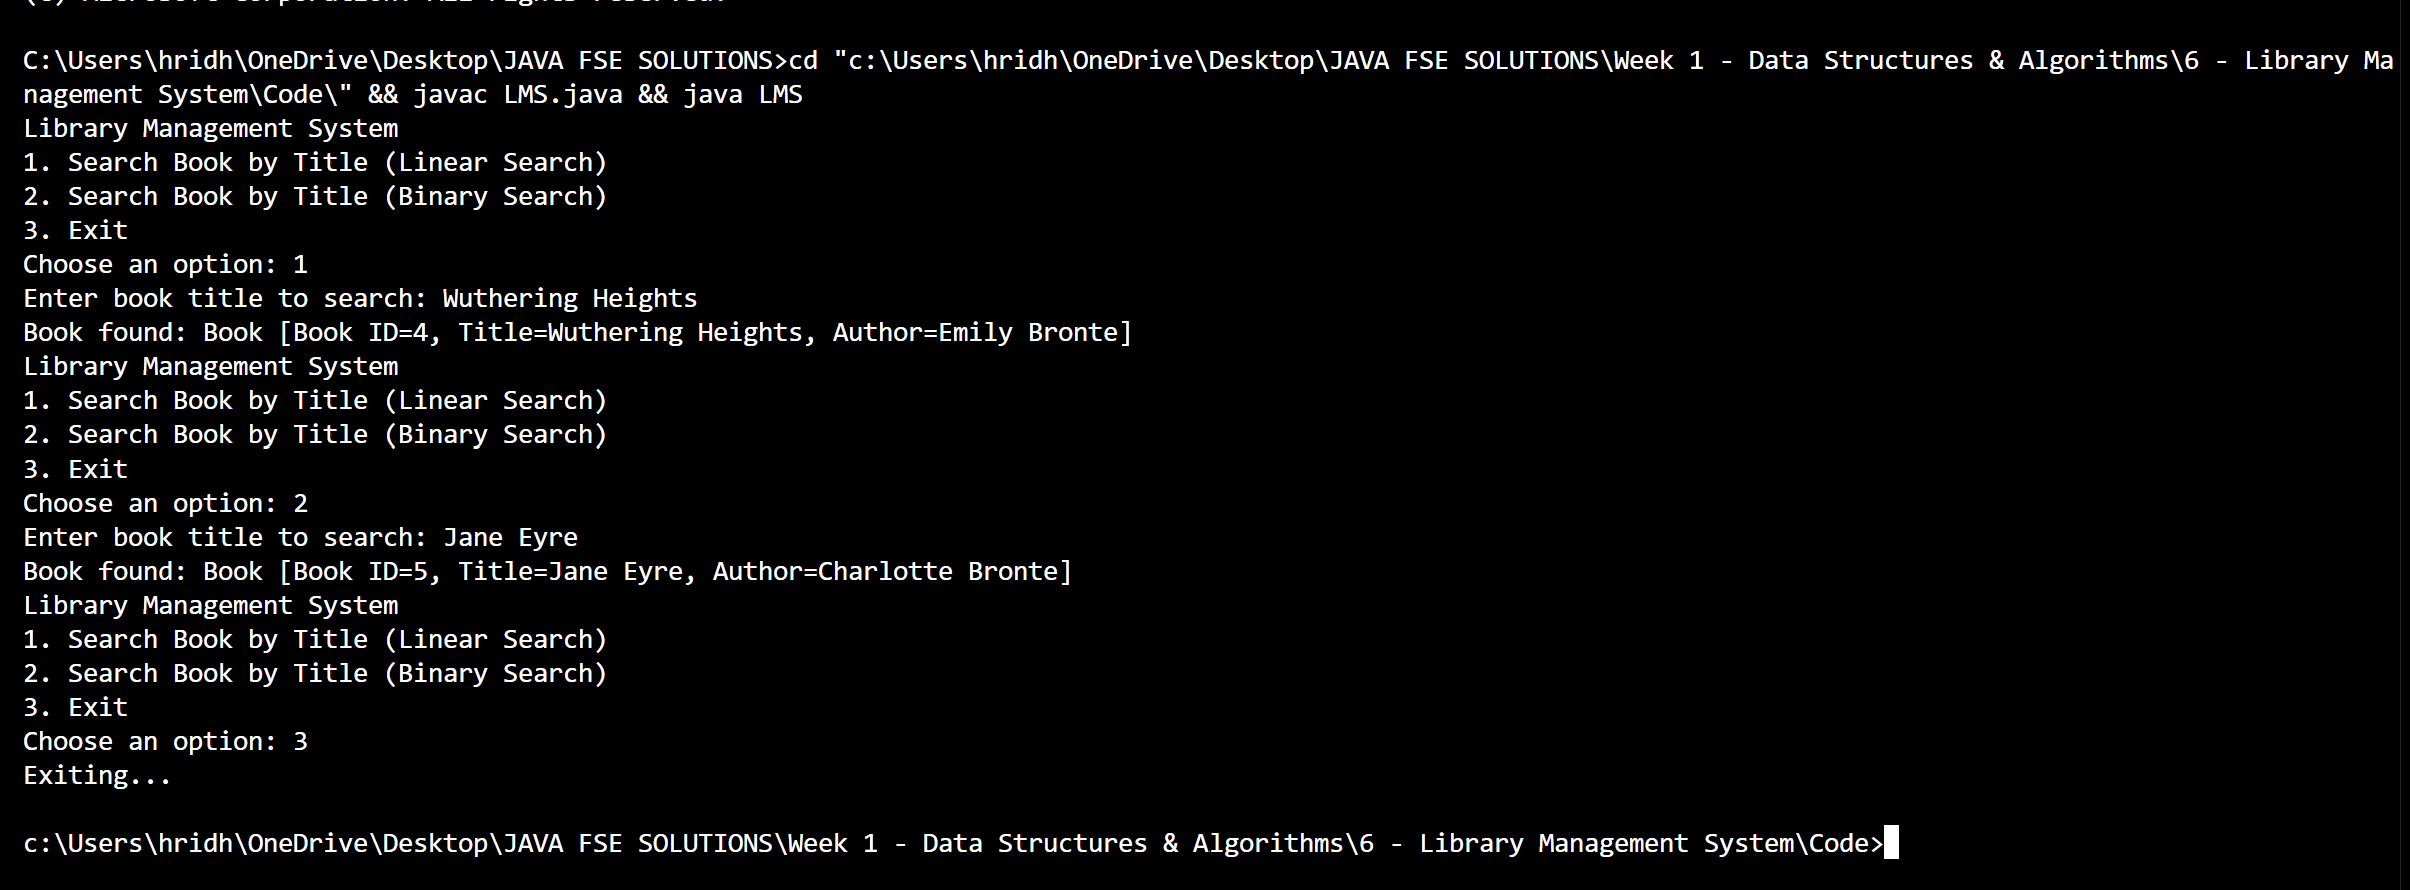 (c) Microsoft Corporation. All rights reserved.
C:\Users\hridh\OneDrive\Desktop\JAVA FSE SOLUTIONS>cd "c:\Users\hridh\OneDrive\Desktop\JAVA FSE SOLUTIONS\Week 1 - Data Structures & Algorithms\6 - Library Ma
nagement System\Code\" && javac LMS.java && java LMS
Library Management System
1. Search Book by Title (Linear Search)
2. Search Book by Title (Binary Search)
3. Exit
Choose an option: 1
Enter book title to search: Wuthering Heights
Book found: Book [Book ID=4, Title=Wuthering Heights, Author=Emily Bronte]
Library Management System
1. Search Book by Title (Linear Search)
2. Search Book by Title (Binary Search)
3. Exit
Choose an option: 2
Enter book title to search: Jane Eyre
Book found: Book [Book ID=5, Title=Jane Eyre, Author=Charlotte Bronte]
Library Management System
1. Search Book by Title (Linear Search)
2. Search Book by Title (Binary Search)
3. Exit
Choose an option: 3
Exiting...
c:\Users\hridh\OneDrive\Desktop\JAVA FSE SOLUTIONS\Week 1 - Data Structures & Algorithms\6 - Library Management System\Code>